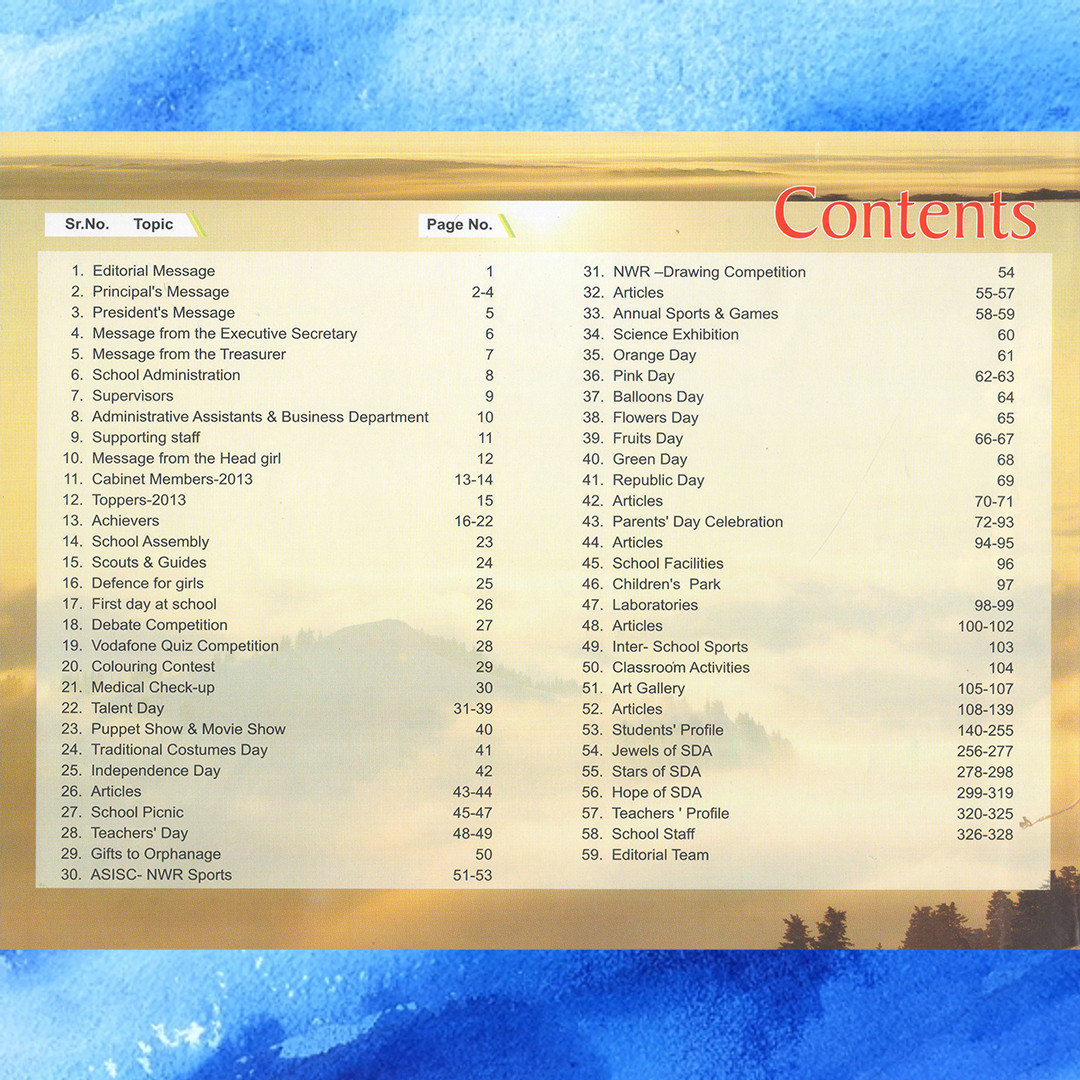 Contents
Sr.No. Topic Page No.
1. Editorial Message 1
2. Principal's Message 2-4
3. President's Message 5
4. Message from the Executive Secretary 6
5. Message from the Treasurer 7
6. School Administration 8
7. Supervisors 9
8. Administrative Assistants & Business Department 10
9. Supporting staff 11
10. Message from the Head girl 12
11. Cabinet Members-2013 13-14
12. Toppers-2013 15
13. Achievers 16-22
14. School Assembly 23
15. Scouts & Guides 24
16. Defence for girls 25
17. First day at school 26
18. Debate Competition 27
19. Vodafone Quiz Competition 28
20. Colouring Contest 29
21. Medical Check-up 30
22. Talent Day 31-39
23. Puppet Show & Movie Show 40
24. Traditional Costumes Day 41
25. Independence Day 42
26. Articles 43-44
27. School Picnic 45-47
28. Teachers' Day 48-49
29. Gifts to Orphanage 50
30. ASISC- NWR Sports 51-53
31. NWR –Drawing Competition 54
32. Articles 55-57
33. Annual Sports & Games 58-59
34. Science Exhibition 60
35. Orange Day 61
36. Pink Day 62-63
37. Balloons Day 64
38. Flowers Day 65
39. Fruits Day 66-67
40. Green Day 68
41. Republic Day 69
42. Articles 70-71
43. Parents' Day Celebration 72-93
44. Articles 94-95
45. School Facilities 96
46. Children's Park 97
47. Laboratories 98-99
48. Articles 100-102
49. Inter- School Sports 103
50. Classroom Activities 104
51. Art Gallery 105-107
52. Articles 108-139
53. Students' Profile 140-255
54. Jewels of SDA 256-277
55. Stars of SDA 278-298
56. Hope of SDA 299-319
57. Teachers ' Profile 320-325
58. School Staff 326-328
59. Editorial Team